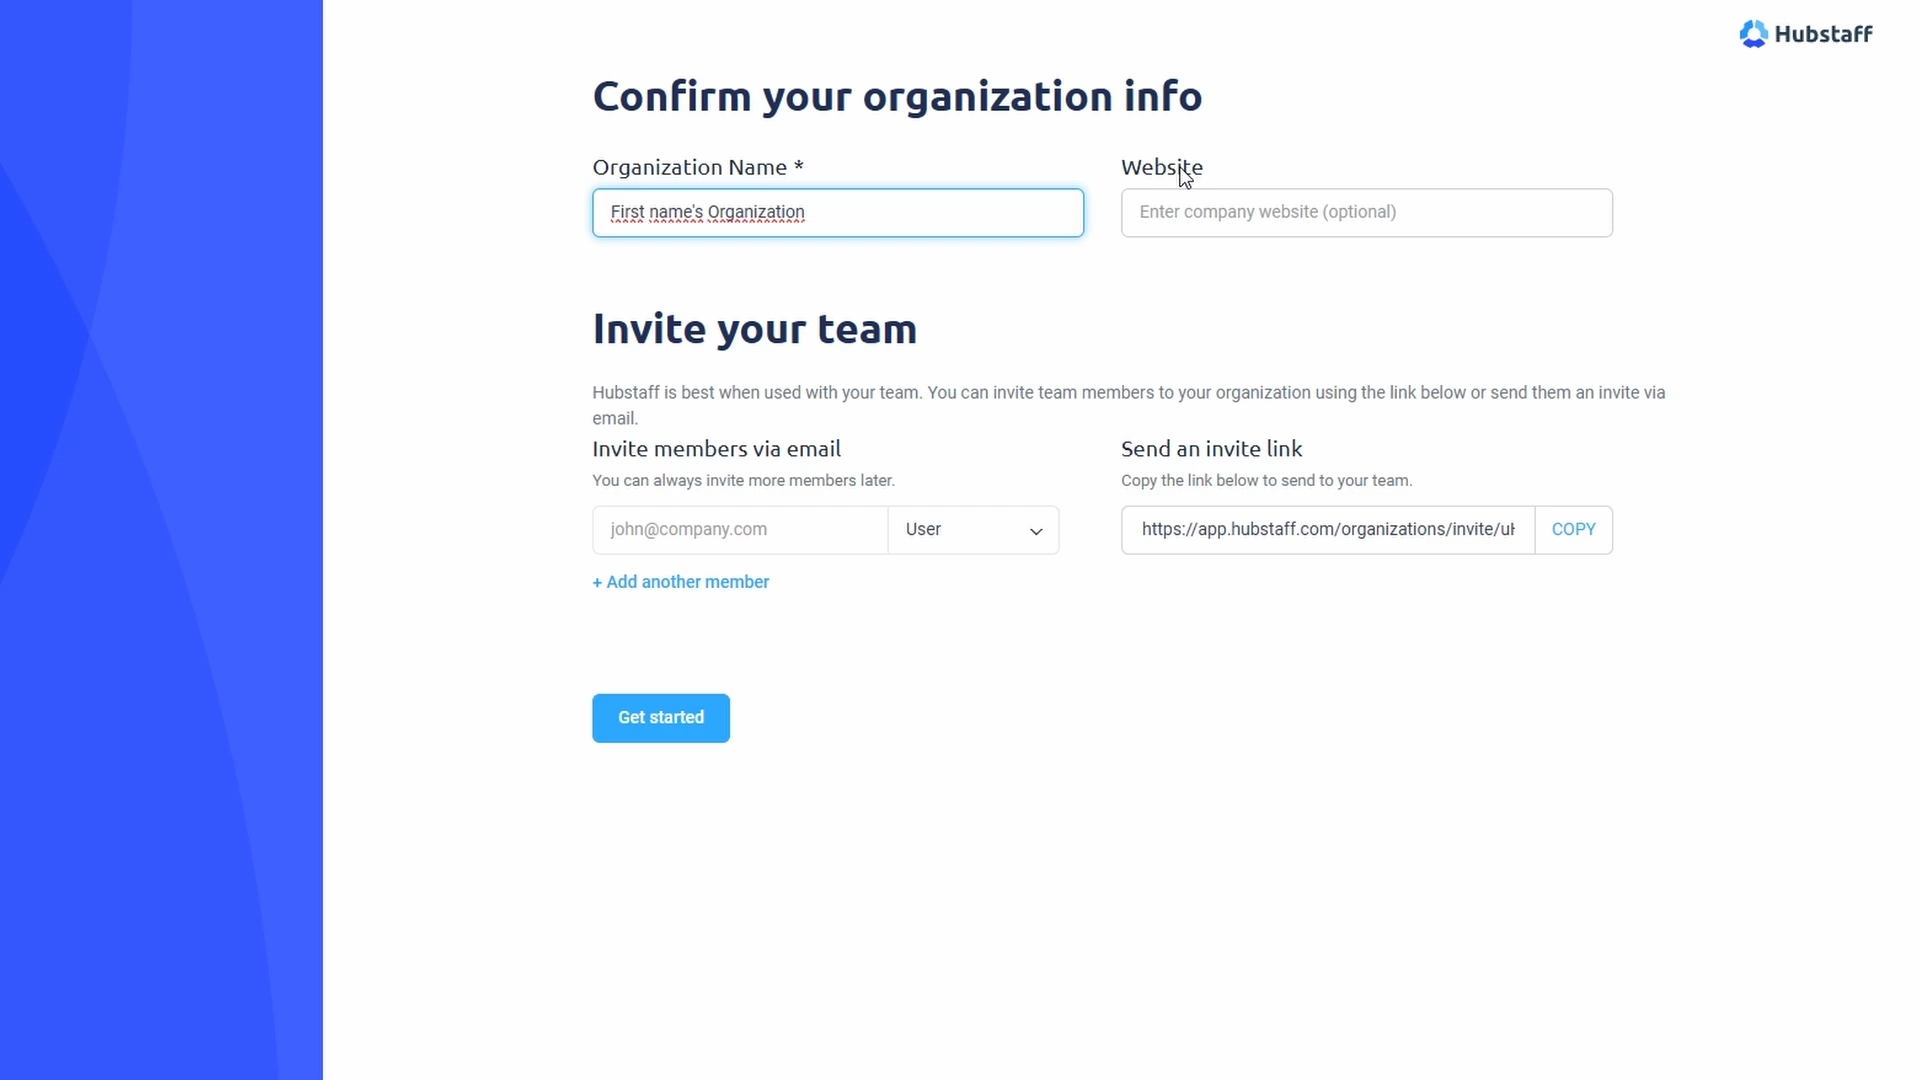 Hubstaff
Confirm your organization info
Organization Name *
Website
First name's Organization
Enter company website (optional)
Invite your team
Hubstaff is best when used with your team. You can invite team members to your organization using the link below or send them an invite via
email.
Invite members via email
Send an invite link
You can always invite more members later.
Copy the link below to send to your team.
john@company.com
User
https://app.hubstaff.com/organizations/invite/
COPY
+ Add another member
Get started